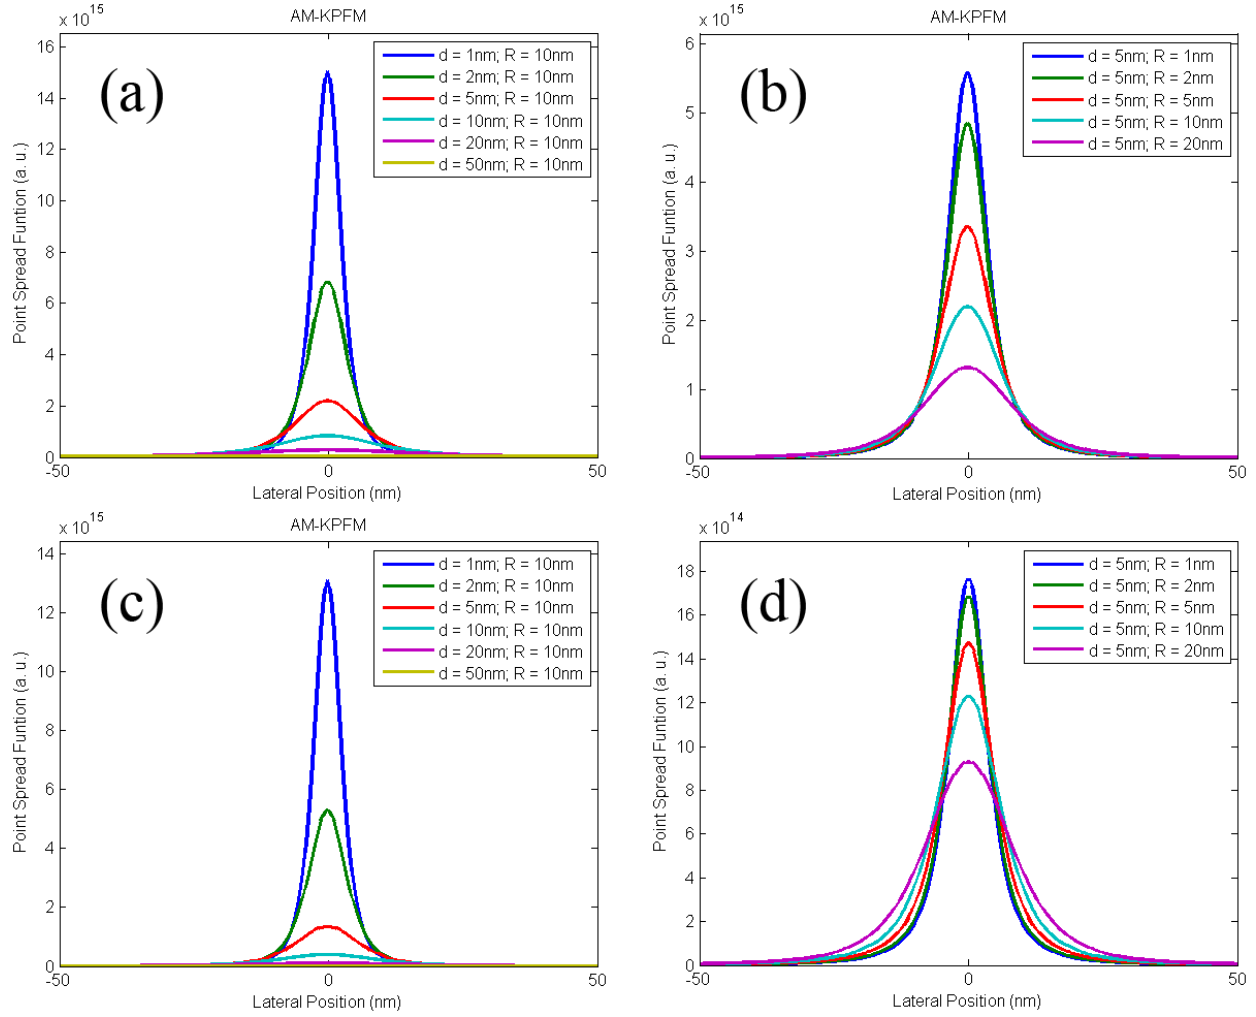 x 10^15
AM-KPFM
(a)
d = 1nm; R = 10nm
d = 2nm; R = 10nm
d = 5nm; R = 10nm
d = 10nm; R = 10nm
d = 20nm; R = 10nm
d = 50nm; R = 10nm
16
14
12
10
8
6
4
2
0
Point Spread Funtion (a. u.)
-50
0
50
Lateral Position (nm)
x 10^15
AM-KPFM
(b)
d = 5nm; R = 1nm
d = 5nm; R = 2nm
d = 5nm; R = 5nm
d = 5nm; R = 10nm
d = 5nm; R = 20nm
6
5
4
3
2
1
0
Point Spread Funtion (a. u.)
-50
0
50
Lateral Position (nm)
x 10^15
AM-KPFM
(c)
d = 1nm; R = 10nm
d = 2nm; R = 10nm
d = 5nm; R = 10nm
d = 10nm; R = 10nm
d = 20nm; R = 10nm
d = 50nm; R = 10nm
14
12
10
8
6
4
2
0
Point Spread Funtion (a. u.)
-50
0
50
Lateral Position (nm)
x 10^14
(d)
d = 5nm; R = 1nm
d = 5nm; R = 2nm
d = 5nm; R = 5nm
d = 5nm; R = 10nm
d = 5nm; R = 20nm
18
16
14
12
10
8
6
4
2
0
Point Spread Funtion (a. u.)
-50
0
50
Lateral Position (nm)